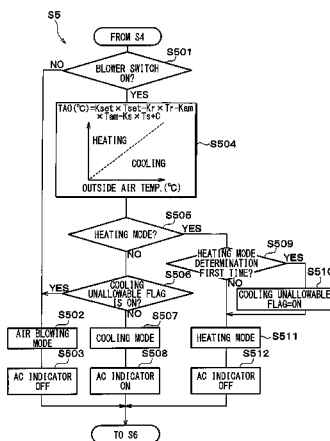 S5
FROM S4
S501
NO
BLOWER SWITCH
ON?
YES
TAO(°C)=Kset×Tset-Kr×Tr-Kam
×Tam-Ks×Ts+C
HEATING
COOLING
OUTSIDE AIR TEMP.(°C)
S504
S505
HEATING MODE?
YES
NO
S509
HEATING MODE
DETERMINATION
FIRST TIME?
YES
NO
S510
COOLING UNALLOWABLE
FLAG=ON
S506
YES
COOLING
UNALLOWABLE FLAG
IS ON?
NO
S502
AIR BLOWING
MODE
S507
COOLING MODE
S511
HEATING MODE
S503
AC INDICATOR
OFF
S508
AC INDICATOR
ON
S512
AC INDICATOR
OFF
TO S6